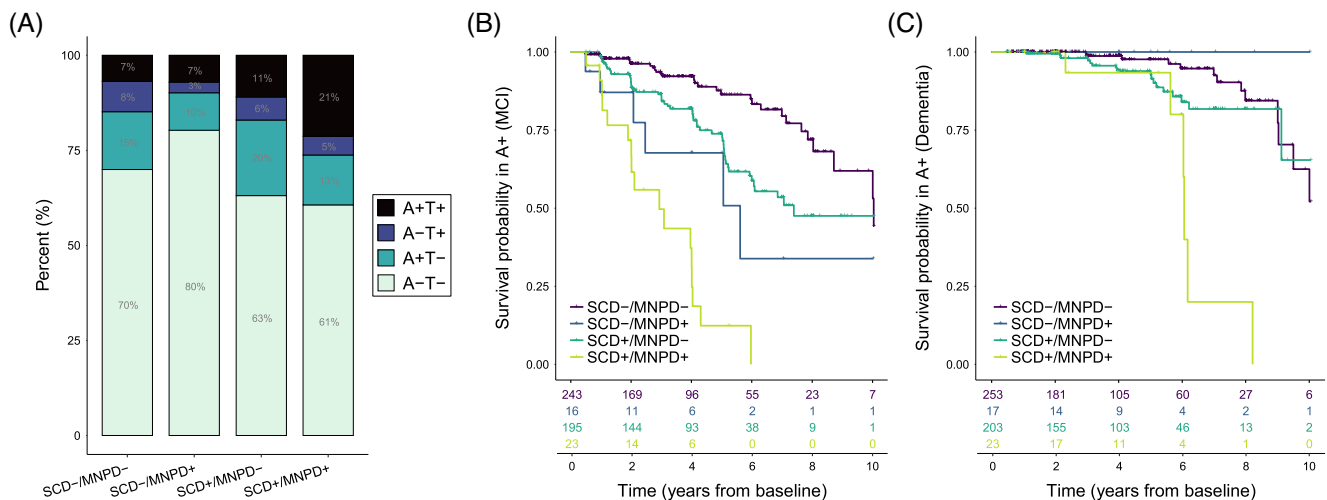 (A)
Percent (%)
100
75
50
25
0
7%
8%
15%
70%
7%
3%
10%
80%
11%
6%
20%
63%
21%
5%
13%
61%
SCD−/MNPD−
SCD−/MNPD+
SCD+/MNPD−
SCD+/MNPD+
A+T+
A−T+
A+T−
A−T−
(B)
Survival probability in A+ (MCI)
1.00
0.75
0.50
0.25
0.00
SCD−/MNPD−
SCD−/MNPD+
SCD+/MNPD−
SCD+/MNPD+
243 169 96 55 23 7
16 11 6 2 1 1
195 144 93 38 9 1
23 14 6 0 0 0
0 2 4 6 8 10
Time (years from baseline)
(C)
Survival probability in A+ (Dementia)
1.00
0.75
0.50
0.25
0.00
SCD−/MNPD−
SCD−/MNPD+
SCD+/MNPD−
SCD+/MNPD+
253 181 105 60 27 6
17 14 9 4 2 1
203 155 103 46 13 2
23 17 11 4 1 0
0 2 4 6 8 10
Time (years from baseline)